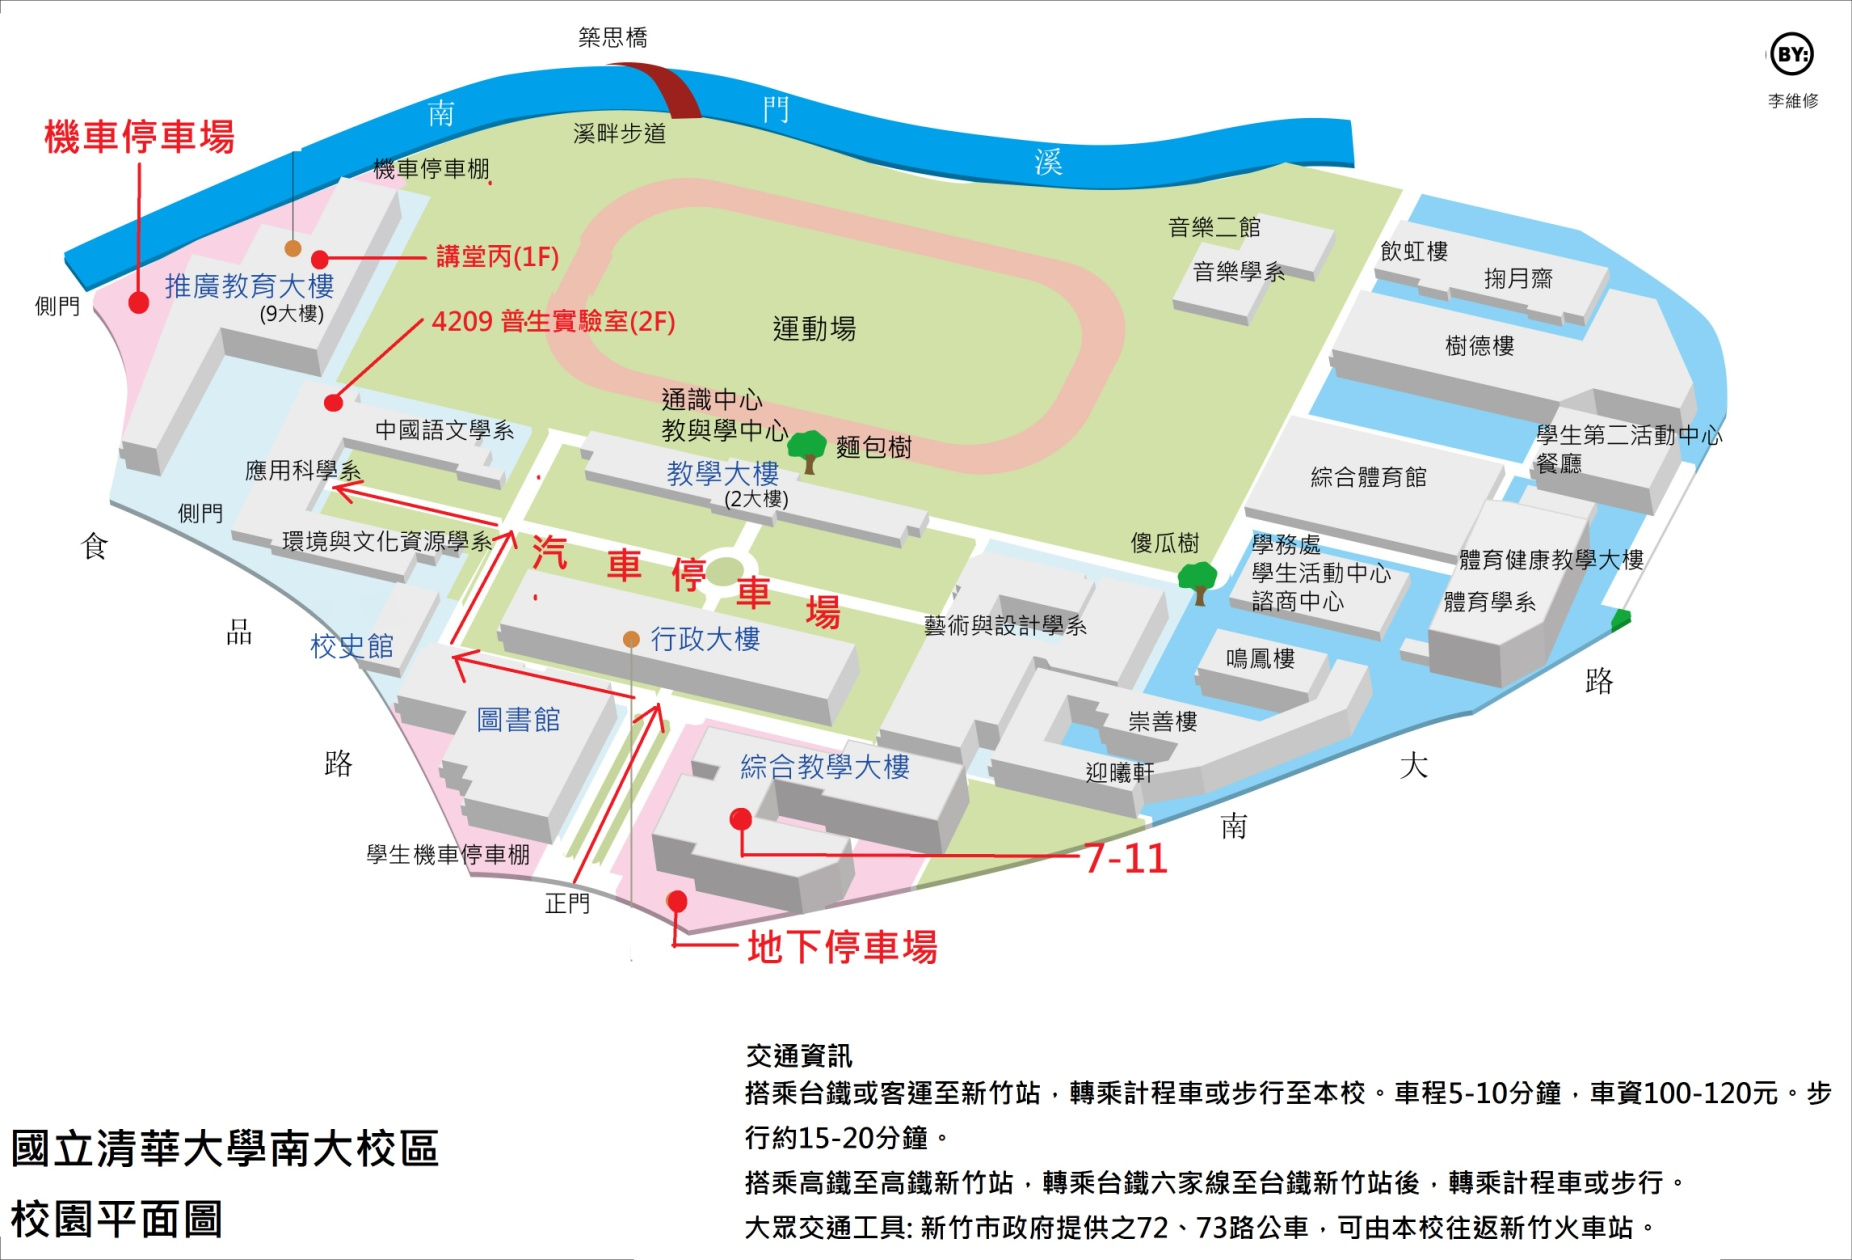 築思橋
BY:
李維修
南
門
溪
溪畔步道
機車停車場
機車停車棚
講堂丙(1F)
推廣教育大樓
(9大樓)
側門
4209 普生實驗室(2F)
運動場
音樂二館
音樂學系
飲虹樓
掬月齋
樹德樓
通識中心
教與學中心
麵包樹
教學大樓
(2大樓)
中國語文學系
應用科學系
側門
環境與文化資源學系
綜合體育館
學生第二活動中心
餐廳
食
品
路
汽車停車場
傻瓜樹
學務處
學生活動中心
諮商中心
體育健康教學大樓
體育學系
校史館
行政大樓
藝術與設計學系
鳴鳳樓
圖書館
崇善樓
綜合教學大樓
迎曦軒
路
大
南
學生機車停車棚
7-11
正門
地下停車場
交通資訊
搭乘台鐵或客運至新竹站，轉乘計程車或步行至本校。車程5-10分鐘，車資100-120元。步
行約15-20分鐘。
搭乘高鐵至高鐵新竹站，轉乘台鐵六家線至台鐵新竹站後，轉乘計程車或步行。
大眾交通工具: 新竹市政府提供之72、73路公車，可由本校往返新竹火車站。
國立清華大學南大校區
校園平面圖